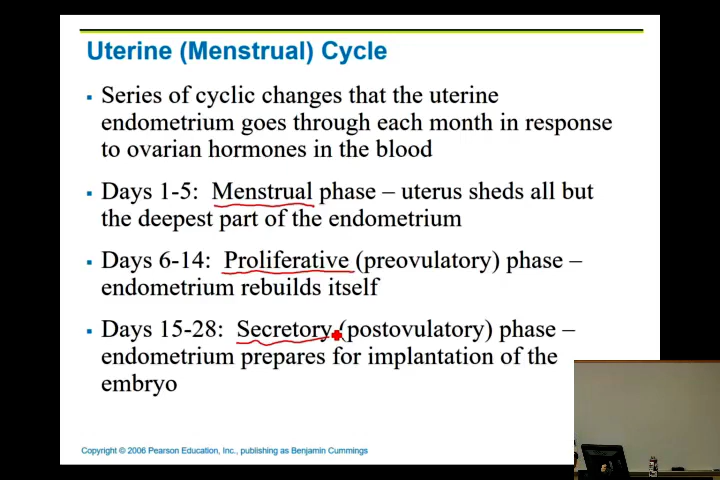 Uterine (Menstrual) Cycle
▪ Series of cyclic changes that the uterine
endometrium goes through each month in response
to ovarian hormones in the blood
▪ Days 1-5: Menstrual phase – uterus sheds all but
the deepest part of the endometrium
▪ Days 6-14: Proliferative (preovulatory) phase –
endometrium rebuilds itself
▪ Days 15-28: Secretory (postovulatory) phase –
endometrium prepares for implantation of the
embryo
Copyright © 2006 Pearson Education, Inc., publishing as Benjamin Cummings